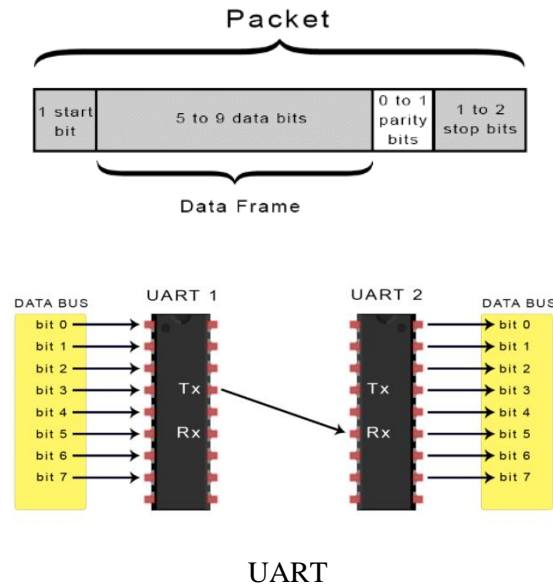 Packet
1 start
bit
5 to 9 data bits
0 to 1
parity
bits
1 to 2
stop bits
Data Frame
DATA BUS
UART 1
UART 2
DATA BUS
bit 0
bit 1
bit 2
bit 3
bit 4
bit 5
bit 6
bit 7
Tx
Rx
Tx
Rx
bit 0
bit 1
bit 2
bit 3
bit 4
bit 5
bit 6
bit 7
UART